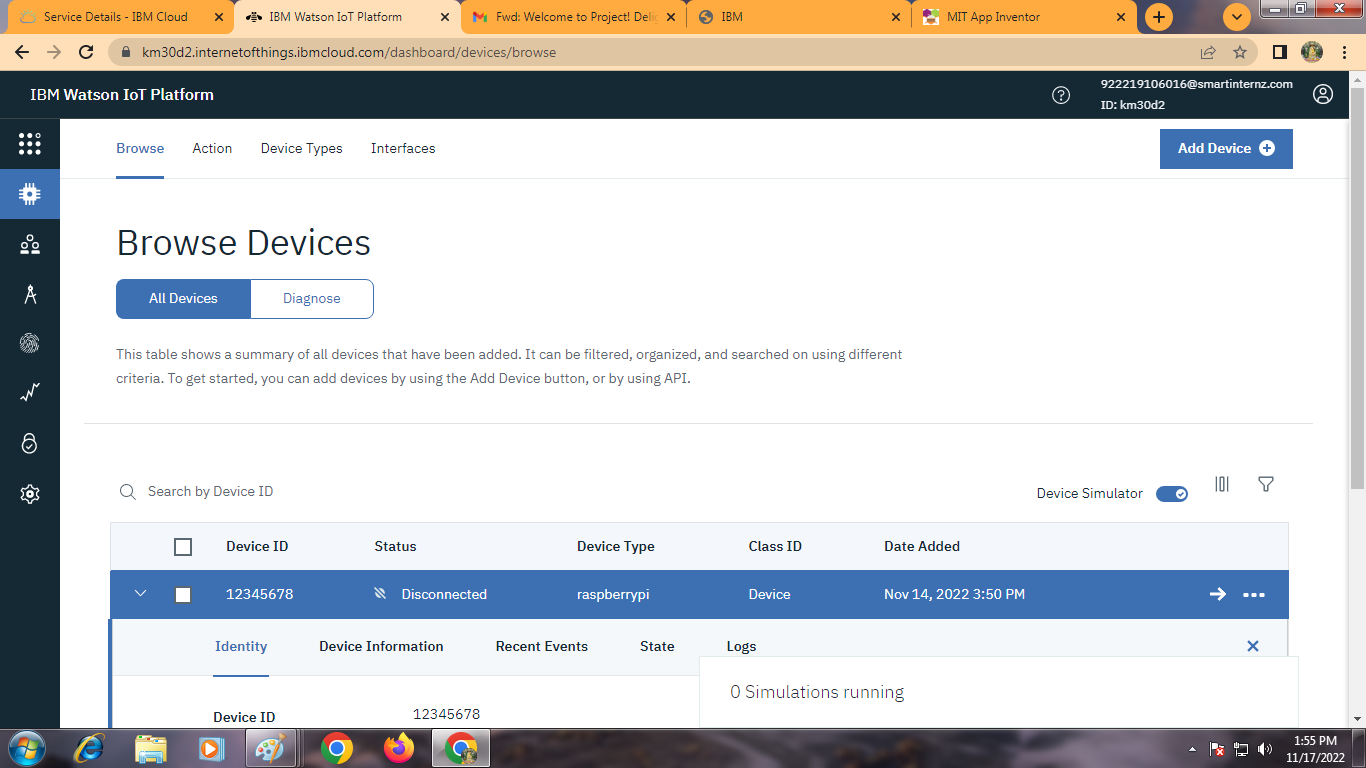 Service Details - IBM Cloud
IBM Watson IoT Platform
Fwd: Welcome to Project! Deli
IBM
MIT App Inventor
km30d2.internetofthings.ibmcloud.com/dashboard/devices/browse
IBM Watson IoT Platform
922219106016@smartinternz.com
ID: km30d2
Browse Action Device Types Interfaces
Add Device
Browse Devices
All Devices Diagnose
This table shows a summary of all devices that have been added. It can be filtered, organized, and searched on using different
criteria. To get started, you can add devices by using the Add Device button, or by using API.
Search by Device ID
Device Simulator
Device ID Status Device Type Class ID Date Added
12345678 Disconnected raspberrypi Device Nov 14, 2022 3:50 PM
Identity Device Information Recent Events State Logs
0 Simulations running
Device ID 12345678
1:55 PM
11/17/2022